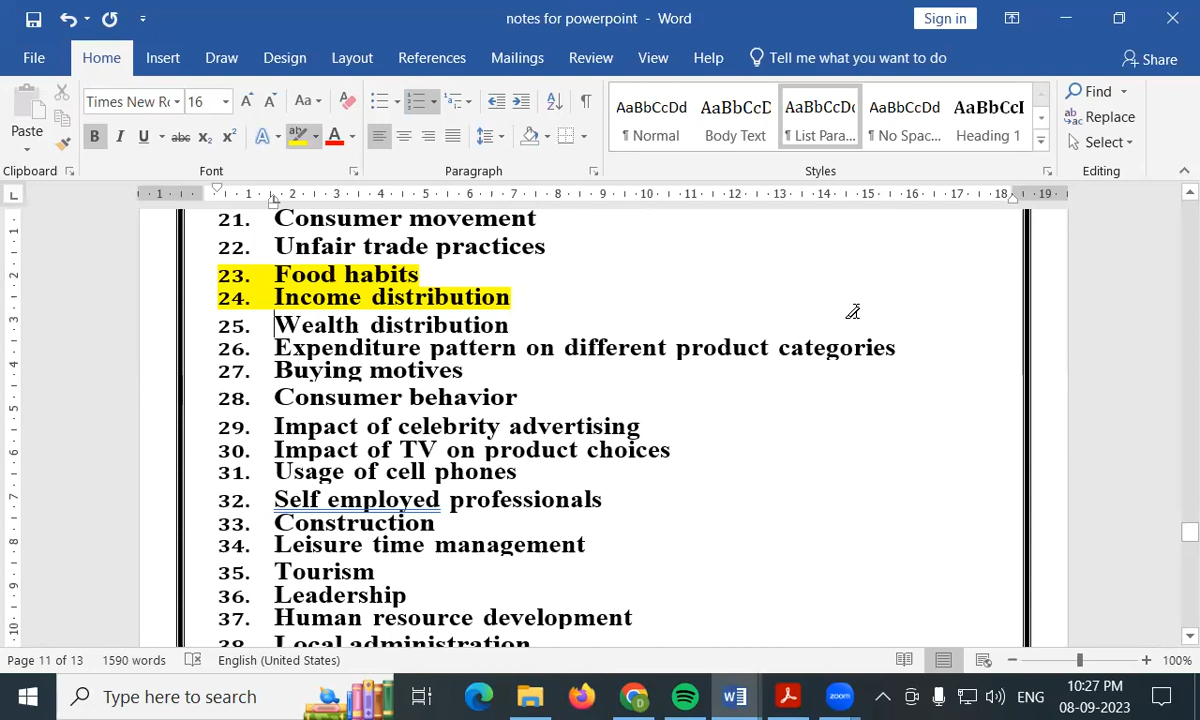 notes for powerpoint - Word
Sign in
File Home Insert Draw Design Layout References Mailings Review View Help Tell me what you want to do Share
Paste
Times New Ro 16
Font
Paragraph
AaBbCcDd AaBbCcD AaBbCcDd AaBbCcDd AaBbCcI
¶ Normal Body Text ¶ List Para... ¶ No Spac... Heading 1
Styles
Find
Replace
Select
Editing
21. Consumer movement
22. Unfair trade practices
23. Food habits
24. Income distribution
25. Wealth distribution
26. Expenditure pattern on different product categories
27. Buying motives
28. Consumer behavior
29. Impact of celebrity advertising
30. Impact of TV on product choices
31. Usage of cell phones
32. Self employed professionals
33. Construction
34. Leisure time management
35. Tourism
36. Leadership
37. Human resource development
38. Local administration
Page 11 of 13 1590 words English (United States) 100%
Type here to search
zoom
ENG
10:27 PM
08-09-2023